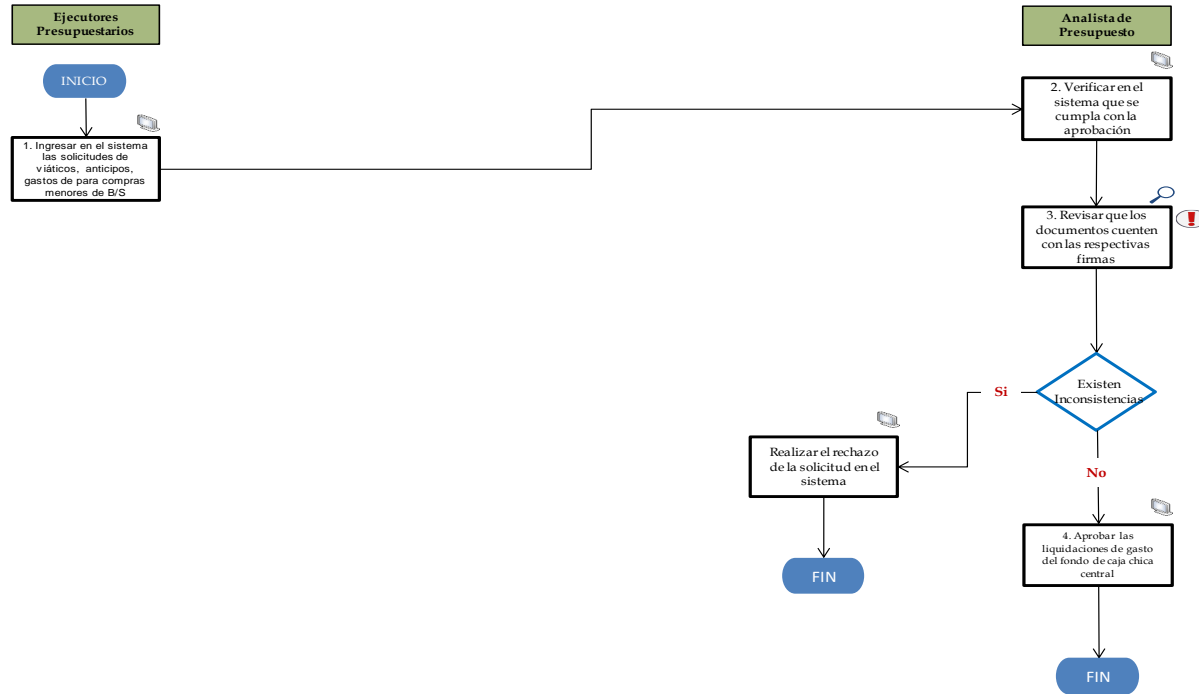 Ejecutores
Presupuestarios
Analista de
Presupuesto
INICIO
1. Ingresar en el sistema
las solicitudes de
viáticos, anticipos,
gastos de para compras
menores de B/S
2. Verificar en el
sistema que se
cumpla con la
aprobación
3. Revisar que los
documentos cuenten
con las respectivas
firmas
Existen
Inconsistencias
Si
No
Realizar el rechazo
de la solicitud en el
sistema
4. Aprobar las
liquidaciones de gasto
del fondo de caja chica
central
FIN
FIN